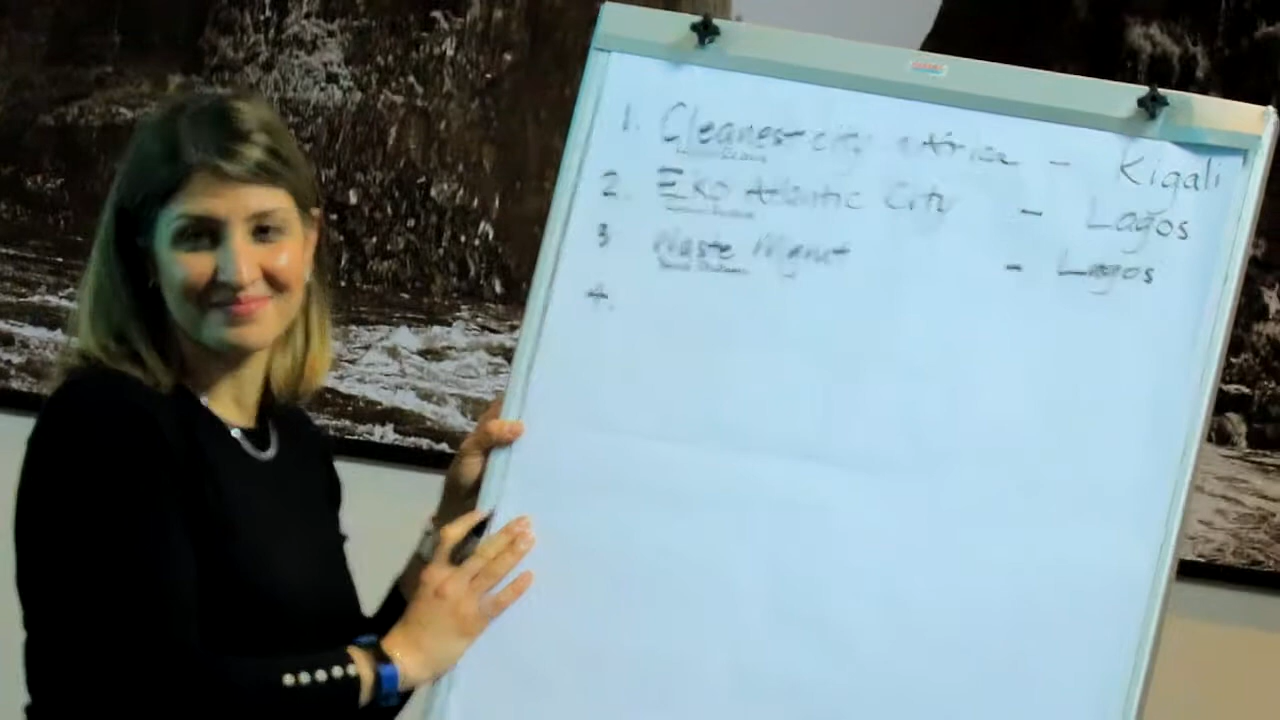 1. Cleanest city Africa - Kigali
2. Eko Atlantic City - Lagos
3 Waste Mgmt - Lagos
4.